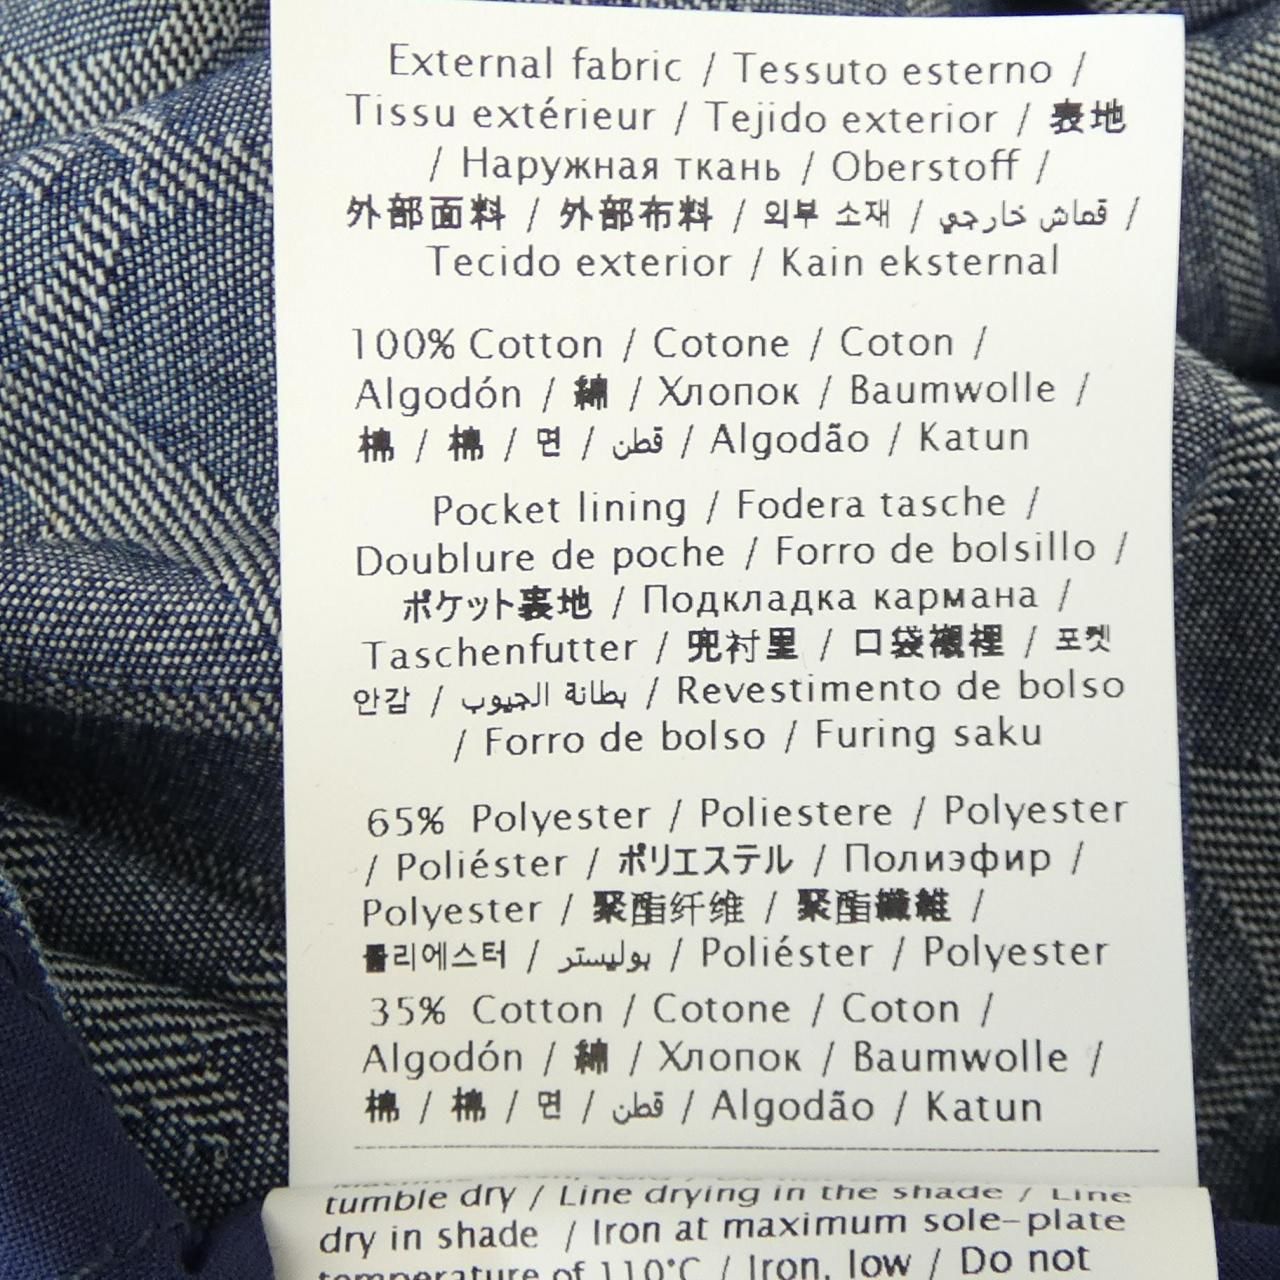 External fabric / Tessuto esterno /
Tissu extérieur / Tejido exterior / 表地
/ Наружная ткань / Oberstoff /
外部面料 / 外部布料 / 외부 소재 / قماش خارجي /
Tecido exterior / Kain eksternal
100% Cotton / Cotone / Coton /
Algodón / 綿 / Хлопок / Baumwolle /
棉 / 棉 / 면 / قطن / Algodão / Katun
Pocket lining / Fodera tasche /
Doublure de poche / Forro de bolsillo /
ポケット裏地 / Подкладка кармана /
Taschenfutter / 兜衬里 / 口袋襯裡 / 포켓
안감 / بطانة الجيوب / Revestimento de bolso
/ Forro de bolso / Furing saku
65% Polyester / Poliestere / Polyester
/ Poliéster / ポリエステル / Полиэфир /
Polyester / 聚酯纤维 / 聚酯纖維 /
폴리에스터 / بوليستر / Poliéster / Polyester
35% Cotton / Cotone / Coton /
Algodón / 綿 / Хлопок / Baumwolle /
棉 / 棉 / 면 / قطن / Algodão / Katun
tumble dry / Line drying in the shade / Line
dry in shade / Iron at maximum sole-plate
temperature of 110°C / Iron, low / Do not